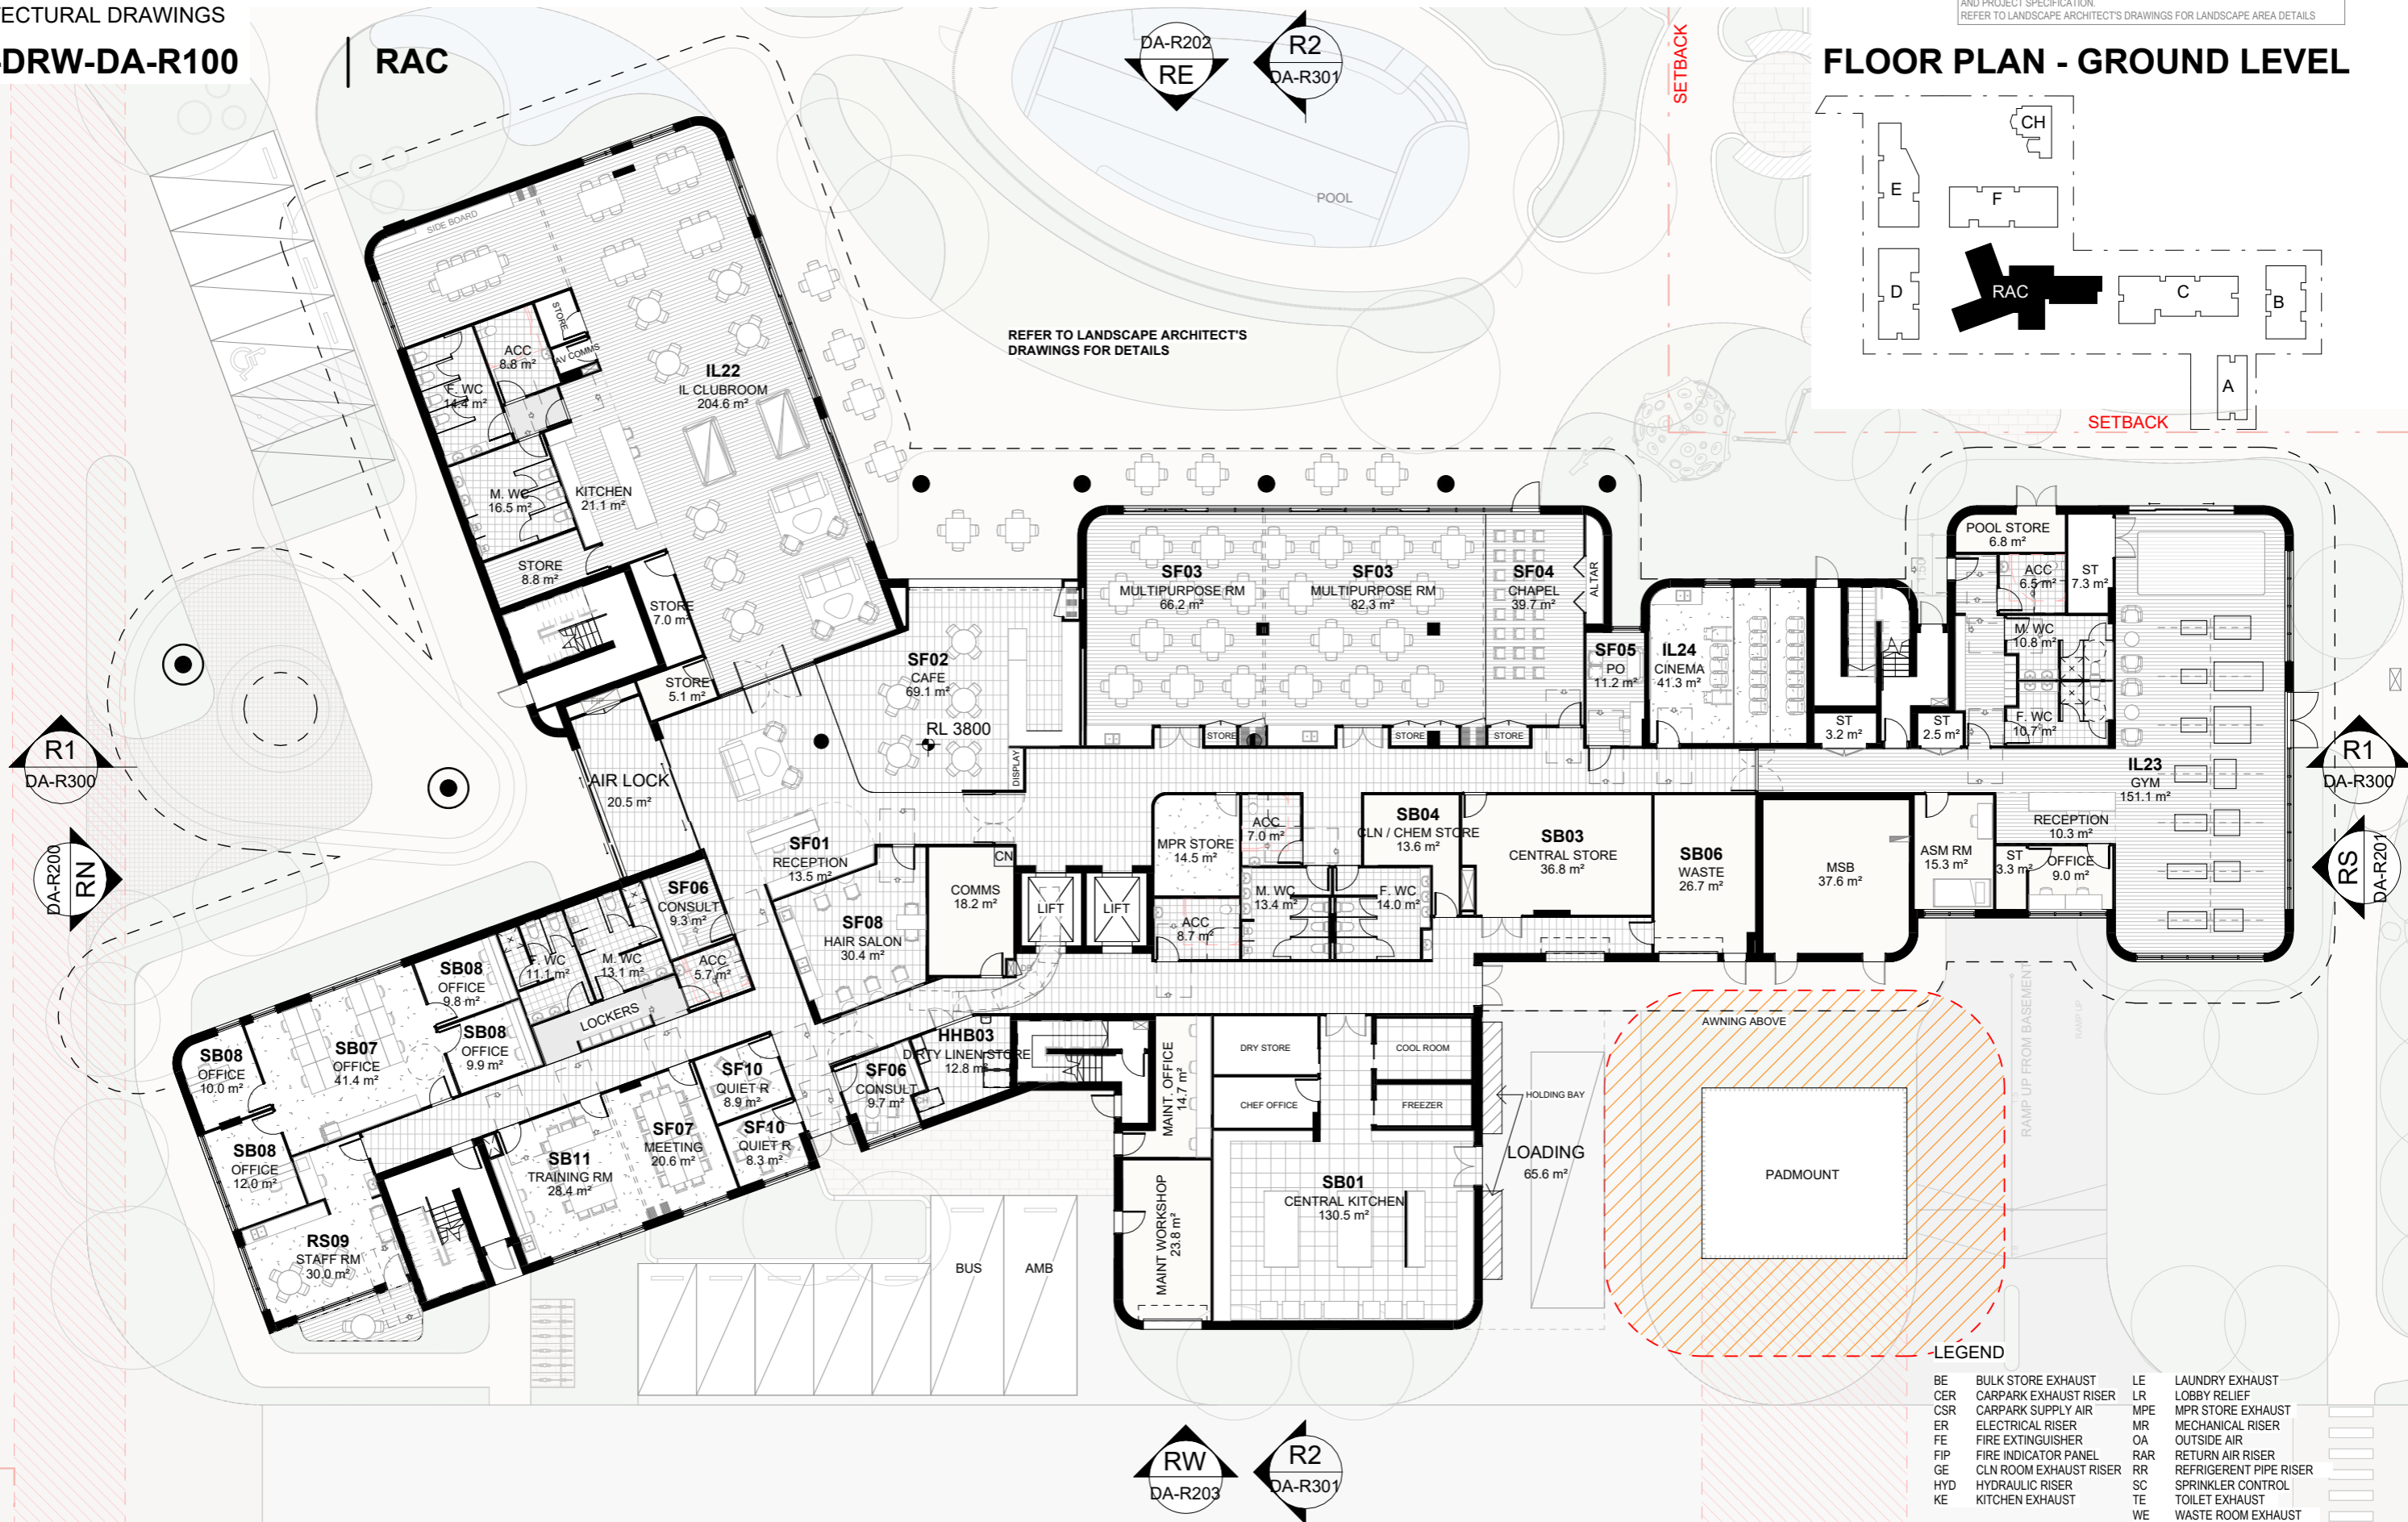 ECTURAL DRAWINGS
-DRW-DA-R100
RAC
AND PROJECT SPECIFICATION.
REFER TO LANDSCAPE ARCHITECT'S DRAWINGS FOR LANDSCAPE AREA DETAILS
FLOOR PLAN - GROUND LEVEL
DA-R202
RE
R2
DA-R301
SETBACK
CH
E
F
D
RAC
C
B
A
SETBACK
POOL
REFER TO LANDSCAPE ARCHITECT'S
DRAWINGS FOR DETAILS
SIDE BOARD
STORE
AV COMMS
ACC
8.8 m²
F. WC
14.4 m²
IL22
IL CLUBROOM
204.6 m²
M. WC
16.5 m²
KITCHEN
21.1 m²
STORE
8.8 m²
STORE
7.0 m²
STORE
5.1 m²
SF02
CAFE
69.1 m²
RL 3800
DISPLAY
SF03
MULTIPURPOSE RM
66.2 m²
SF03
MULTIPURPOSE RM
82.3 m²
SF04
CHAPEL
39.7 m²
ALTAR
STORE
STORE
STORE
SF05
PO
11.2 m²
IL24
CINEMA
41.3 m²
ST
3.2 m²
ST
2.5 m²
1:50
POOL STORE
6.8 m²
ACC
6.5 m²
ST
7.3 m²
M. WC
10.8 m²
F. WC
10.7 m²
IL23
GYM
151.1 m²
RECEPTION
10.3 m²
ST
3.3 m²
OFFICE
9.0 m²
ASM RM
15.3 m²
MSB
37.6 m²
SB06
WASTE
26.7 m²
SB03
CENTRAL STORE
36.8 m²
SB04
CLN / CHEM STORE
13.6 m²
ACC
7.0 m²
MPR STORE
14.5 m²
M. WC
13.4 m²
F. WC
14.0 m²
ACC
8.7 m²
LIFT
LIFT
CN
COMMS
18.2 m²
SF01
RECEPTION
13.5 m²
SF08
HAIR SALON
30.4 m²
AIR LOCK
20.5 m²
R1
DA-R300
DA-R200
RN
R1
DA-R300
RS
DA-R201
SF06
CONSULT
9.3 m²
ACC
5.7 m²
M. WC
13.1 m²
F. WC
11.1 m²
LOCKERS
SB08
OFFICE
9.8 m²
SB08
OFFICE
9.9 m²
SB07
OFFICE
41.4 m²
SB08
OFFICE
10.0 m²
SB08
OFFICE
12.0 m²
RS09
STAFF RM
30.0 m²
SB11
TRAINING RM
28.4 m²
SF07
MEETING
20.6 m²
SF10
QUIET R
8.9 m²
SF10
QUIET R
8.3 m²
SF06
CONSULT
9.7 m²
CH
HHB03
DIRTY LINEN STORE
12.8 m²
DB
MAINT. OFFICE
14.7 m²
MAINT WORKSHOP
23.8 m²
DRY STORE
CHEF OFFICE
COOL ROOM
FREEZER
SB01
CENTRAL KITCHEN
130.5 m²
HOLDING BAY
LOADING
65.6 m²
AWNING ABOVE
PADMOUNT
RAMP UP FROM BASEMENT
RAMP UP
BUS
AMB
RW
DA-R203
R2
DA-R301
LEGEND
BE BULK STORE EXHAUST LE LAUNDRY EXHAUST
CER CARPARK EXHAUST RISER LR LOBBY RELIEF
CSR CARPARK SUPPLY AIR MPE MPR STORE EXHAUST
ER ELECTRICAL RISER MR MECHANICAL RISER
FE FIRE EXTINGUISHER OA OUTSIDE AIR
FIP FIRE INDICATOR PANEL RAR RETURN AIR RISER
GE CLN ROOM EXHAUST RISER RR REFRIGERENT PIPE RISER
HYD HYDRAULIC RISER SC SPRINKLER CONTROL
KE KITCHEN EXHAUST TE TOILET EXHAUST
WE WASTE ROOM EXHAUST